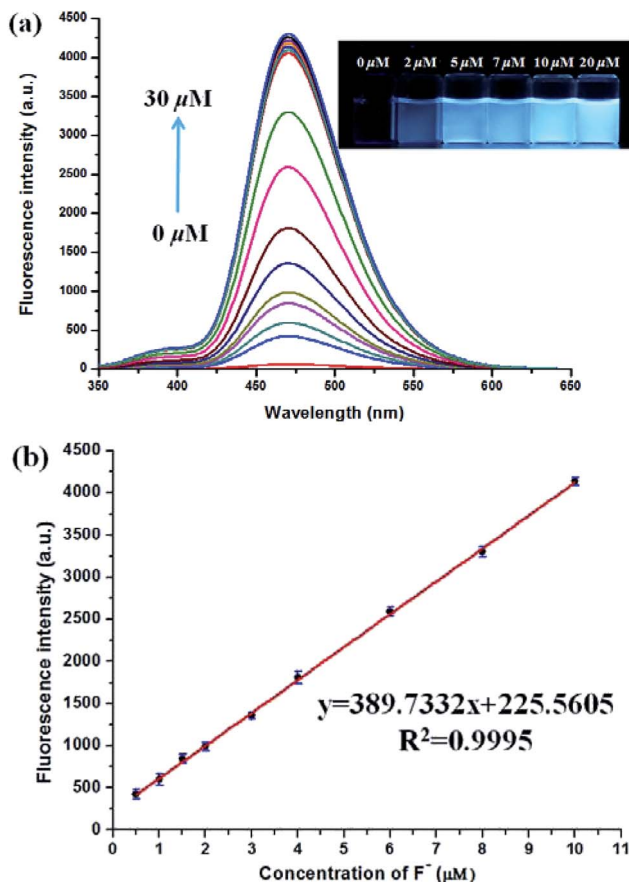 (a)
4500
4000
3500
3000
2500
2000
1500
1000
500
0
Fluorescence intensity (a.u.)
30 μM
0 μM
0 μM 2 μM 5 μM 7 μM 10 μM 20 μM
350 400 450 500 550 600 650
Wavelength (nm)
(b)
4500
4000
3500
3000
2500
2000
1500
1000
500
0
Fluorescence intensity (a.u.)
y=389.7332x+225.5605
R²=0.9995
0 1 2 3 4 5 6 7 8 9 10 11
Concentration of F⁻ (μM)